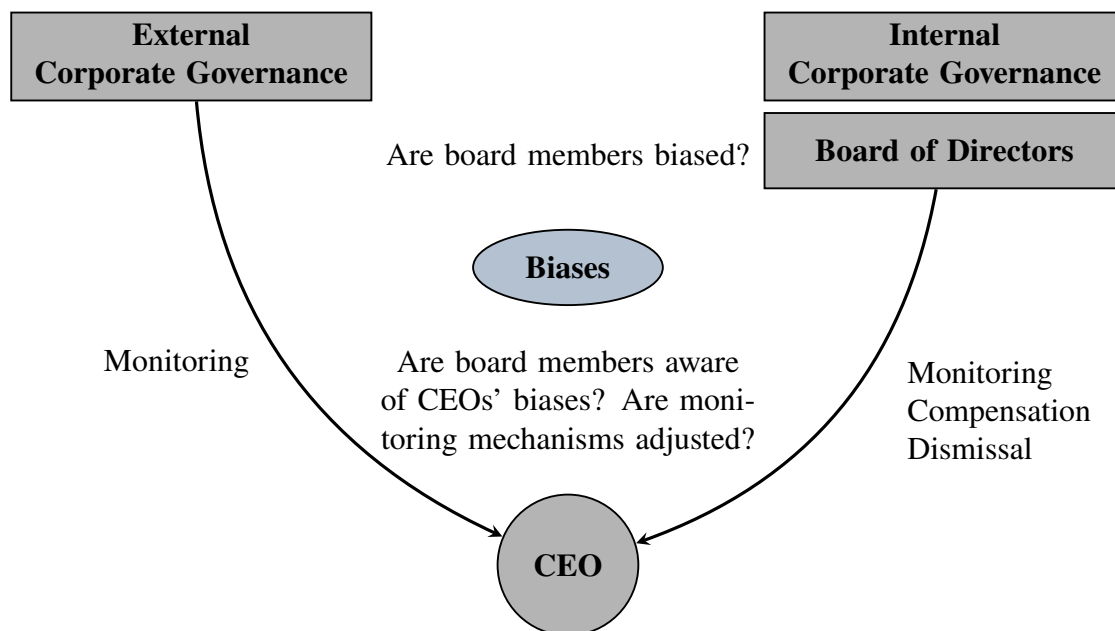 External
Corporate Governance
Internal
Corporate Governance
Board of Directors
Are board members biased?
Biases
Monitoring
Are board members aware
of CEOs’ biases? Are moni-
toring mechanisms adjusted?
Monitoring
Compensation
Dismissal
CEO